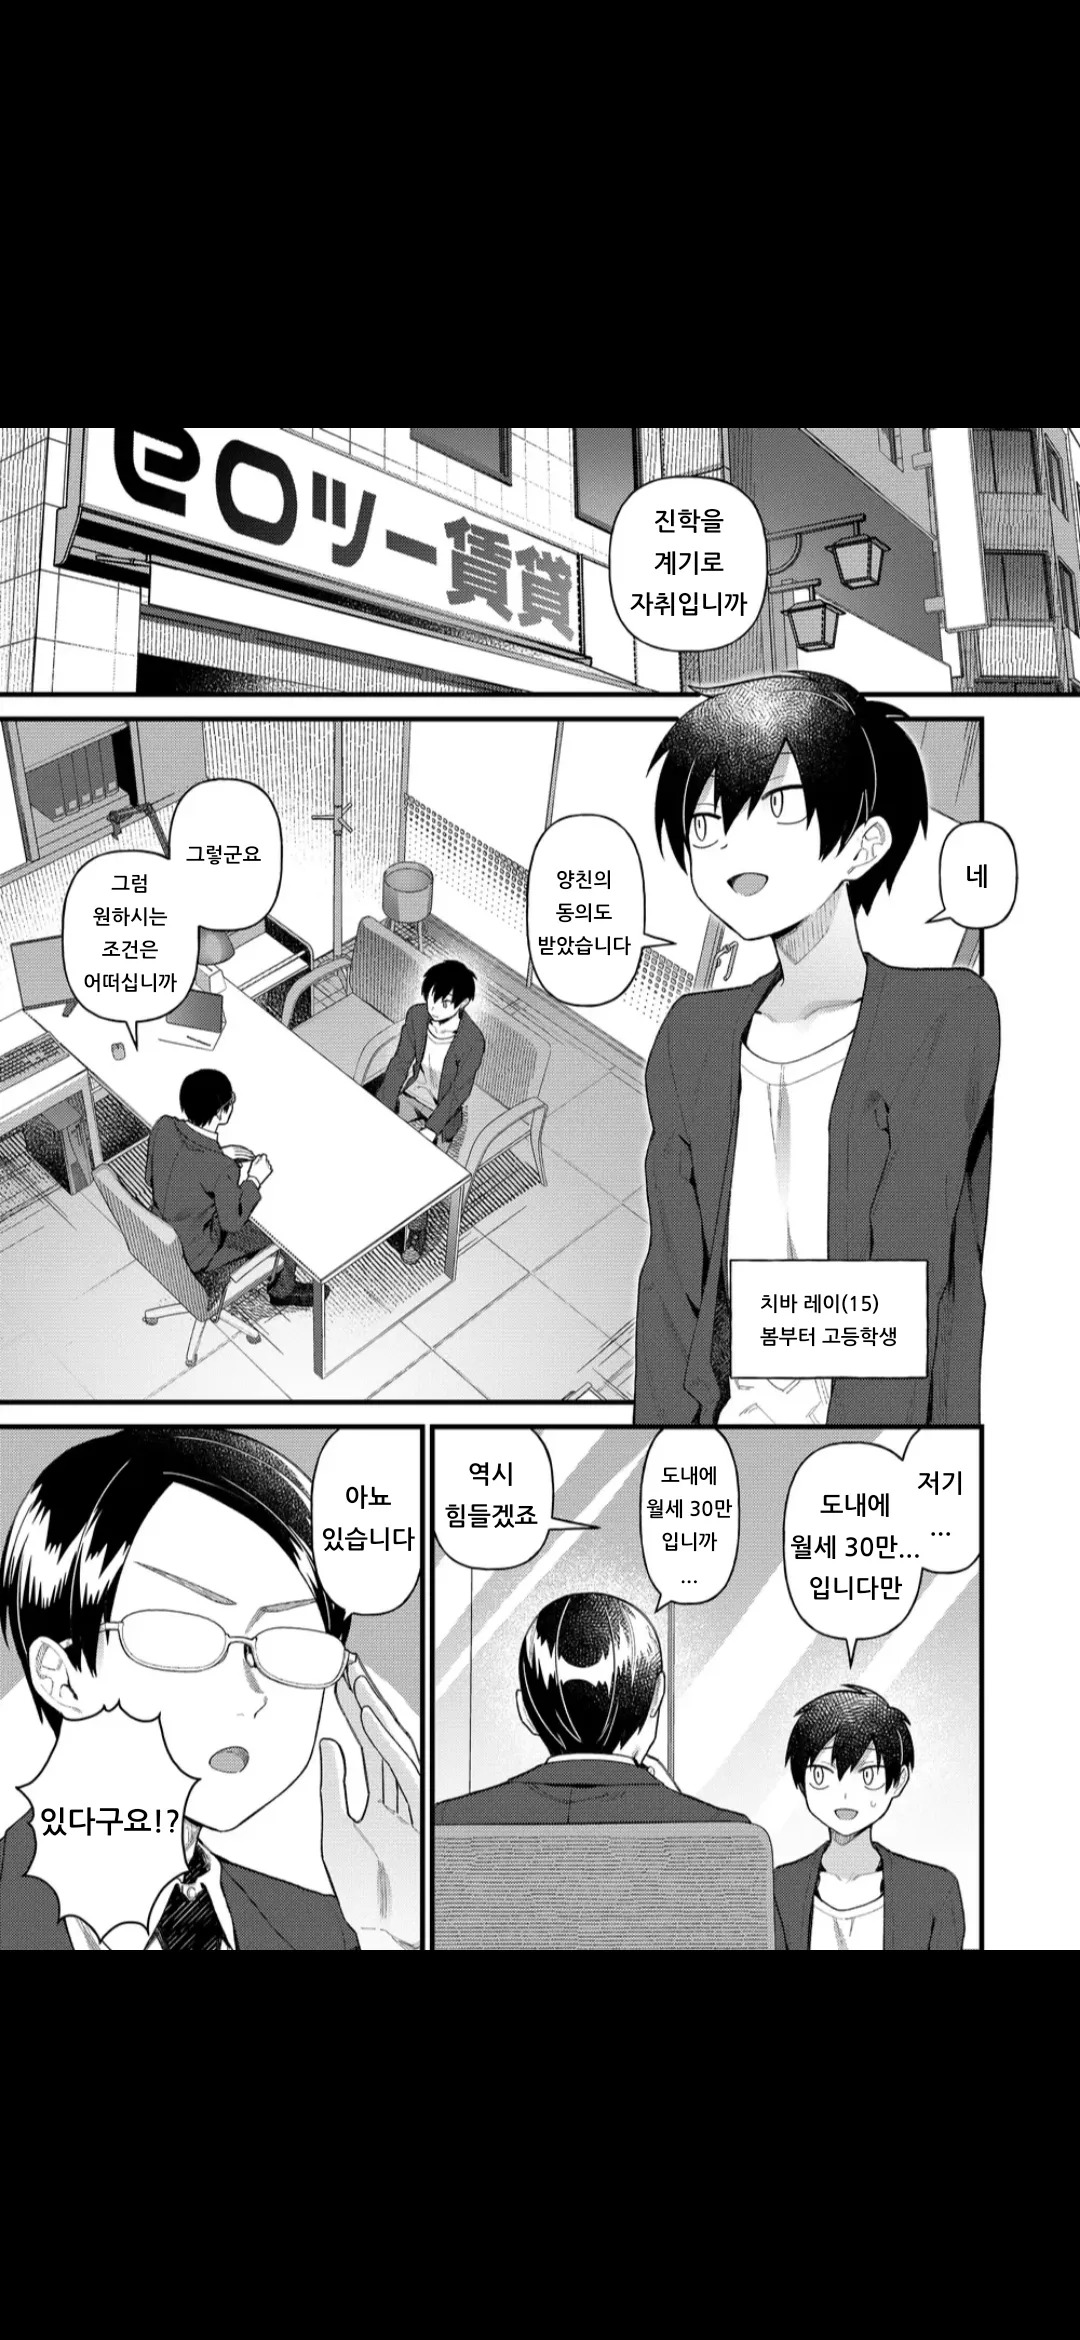 ゼロツー賃貸
진학을
계기로
자취입니까
네
양친의
동의도
받았습니다
치바 레이(15)
봄부터 고등학생
그렇군요
그럼
원하시는
조건은
어떠십니까
저기
...
도내에
월세 30만...
입니다만
도내에
월세 30만
입니까
...
역시
힘들겠죠
아뇨
있습니다
있다구요!?